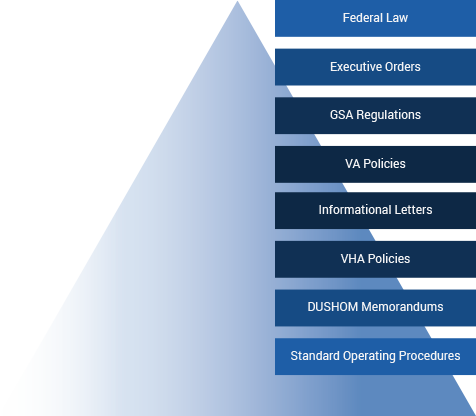 Federal Law
Executive Orders
GSA Regulations
VA Policies
Informational Letters
VHA Policies
DUSHOM Memorandums
Standard Operating Procedures